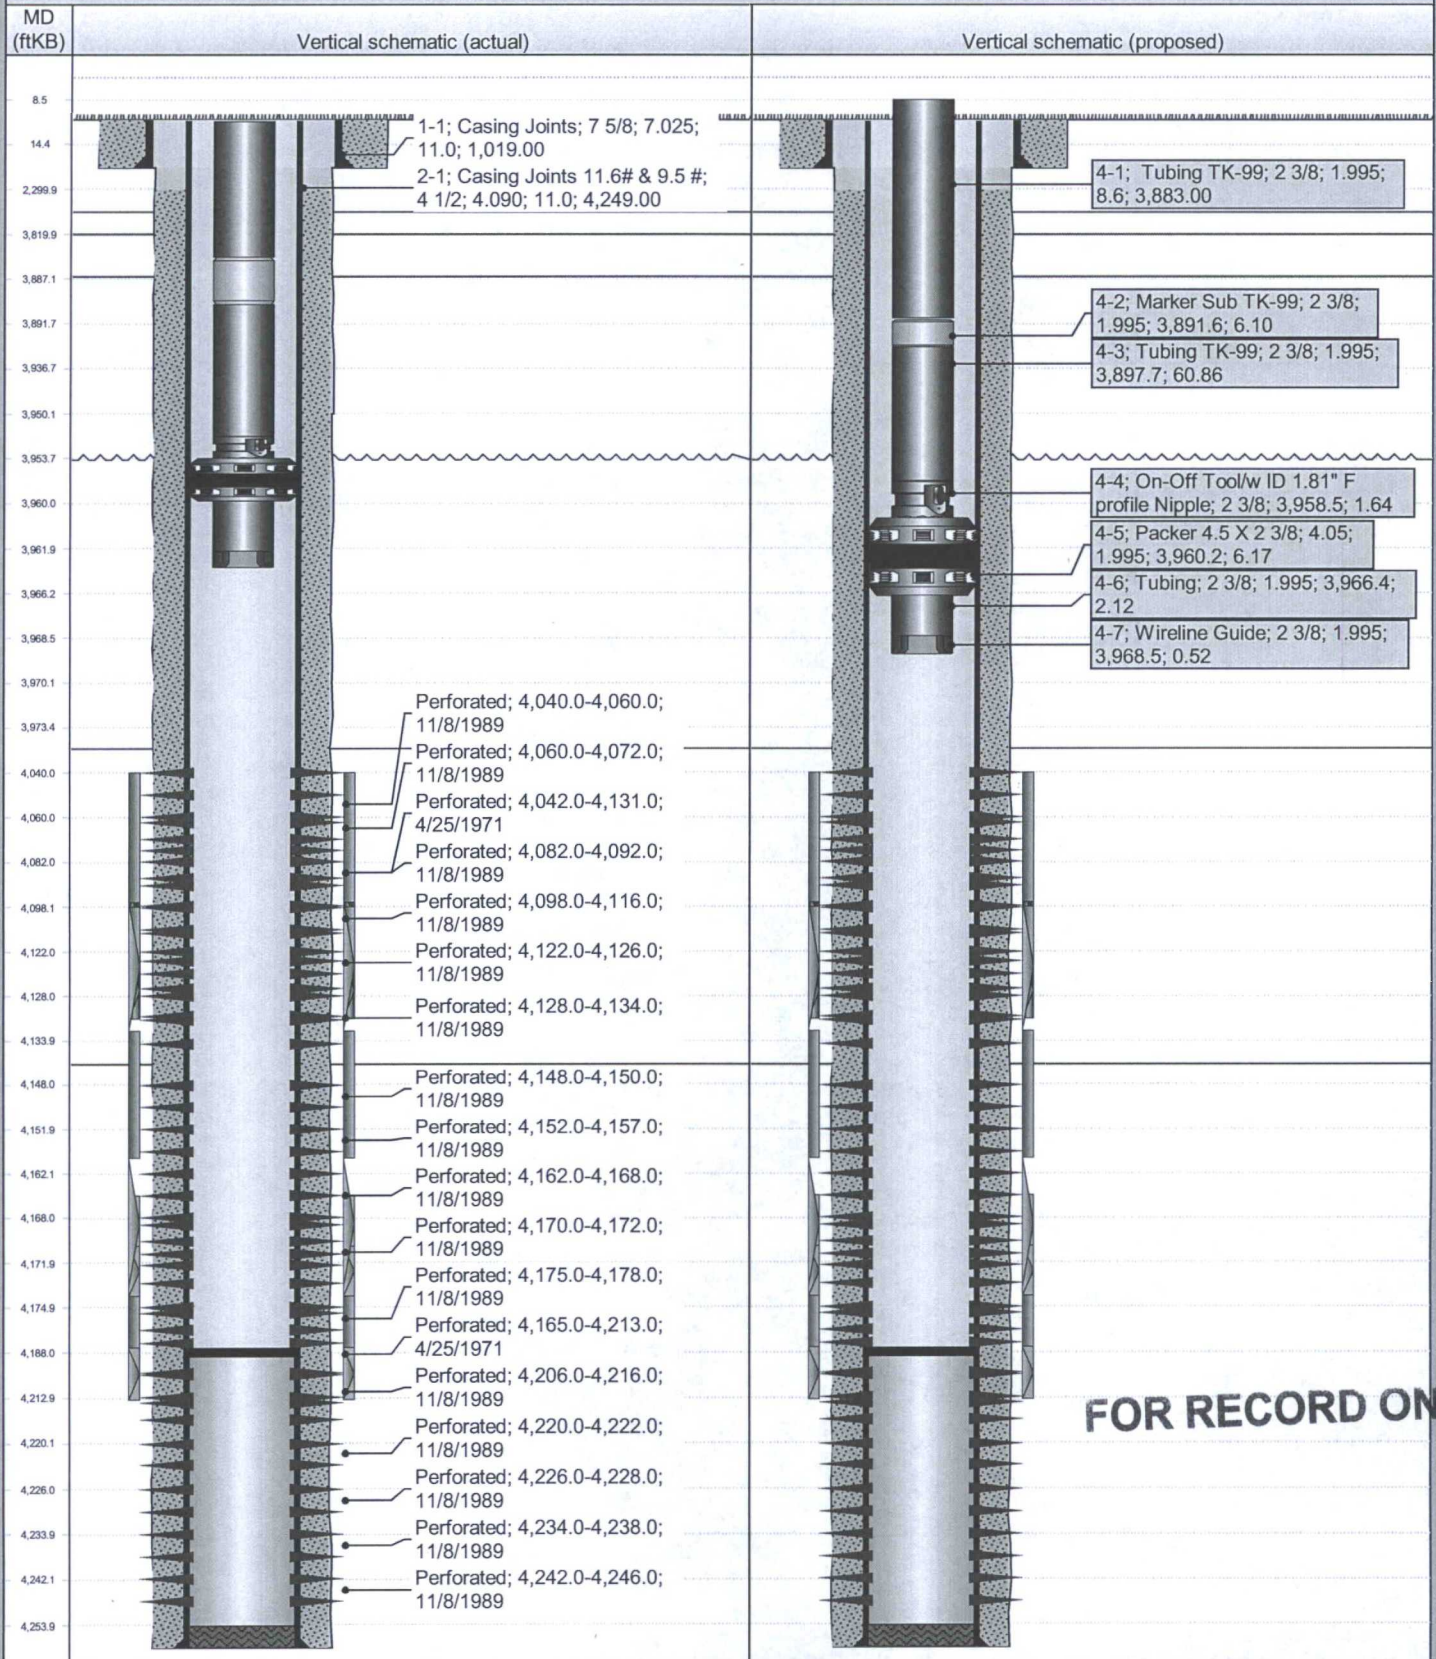 MD
(ftKB)
Vertical schematic (actual)
Vertical schematic (proposed)
8.5
14.4
2,299.9
3,819.9
3,887.1
3,891.7
3,936.7
3,950.1
3,953.7
3,960.0
3,961.9
3,966.2
3,968.5
3,970.1
3,973.4
4,040.0
4,060.0
4,082.0
4,098.1
4,122.0
4,128.0
4,133.9
4,148.0
4,151.9
4,162.1
4,168.0
4,171.9
4,174.9
4,188.0
4,212.9
4,220.1
4,226.0
4,233.9
4,242.1
4,253.9
1-1; Casing Joints; 7 5/8; 7.025;
11.0; 1,019.00
2-1; Casing Joints 11.6# & 9.5 #;
4 1/2; 4.090; 11.0; 4,249.00
Perforated; 4,040.0-4,060.0;
11/8/1989
Perforated; 4,060.0-4,072.0;
11/8/1989
Perforated; 4,042.0-4,131.0;
4/25/1971
Perforated; 4,082.0-4,092.0;
11/8/1989
Perforated; 4,098.0-4,116.0;
11/8/1989
Perforated; 4,122.0-4,126.0;
11/8/1989
Perforated; 4,128.0-4,134.0;
11/8/1989
Perforated; 4,148.0-4,150.0;
11/8/1989
Perforated; 4,152.0-4,157.0;
11/8/1989
Perforated; 4,162.0-4,168.0;
11/8/1989
Perforated; 4,170.0-4,172.0;
11/8/1989
Perforated; 4,175.0-4,178.0;
11/8/1989
Perforated; 4,165.0-4,213.0;
4/25/1971
Perforated; 4,206.0-4,216.0;
11/8/1989
Perforated; 4,220.0-4,222.0;
11/8/1989
Perforated; 4,226.0-4,228.0;
11/8/1989
Perforated; 4,234.0-4,238.0;
11/8/1989
Perforated; 4,242.0-4,246.0;
11/8/1989
4-1; Tubing TK-99; 2 3/8; 1.995;
8.6; 3,883.00
4-2; Marker Sub TK-99; 2 3/8;
1.995; 3,891.6; 6.10
4-3; Tubing TK-99; 2 3/8; 1.995;
3,897.7; 60.86
4-4; On-Off Tool/w ID 1.81" F
profile Nipple; 2 3/8; 3,958.5; 1.64
4-5; Packer 4.5 X 2 3/8; 4.05;
1.995; 3,960.2; 6.17
4-6; Tubing; 2 3/8; 1.995; 3,966.4;
2.12
4-7; Wireline Guide; 2 3/8; 1.995;
3,968.5; 0.52
FOR RECORD ON